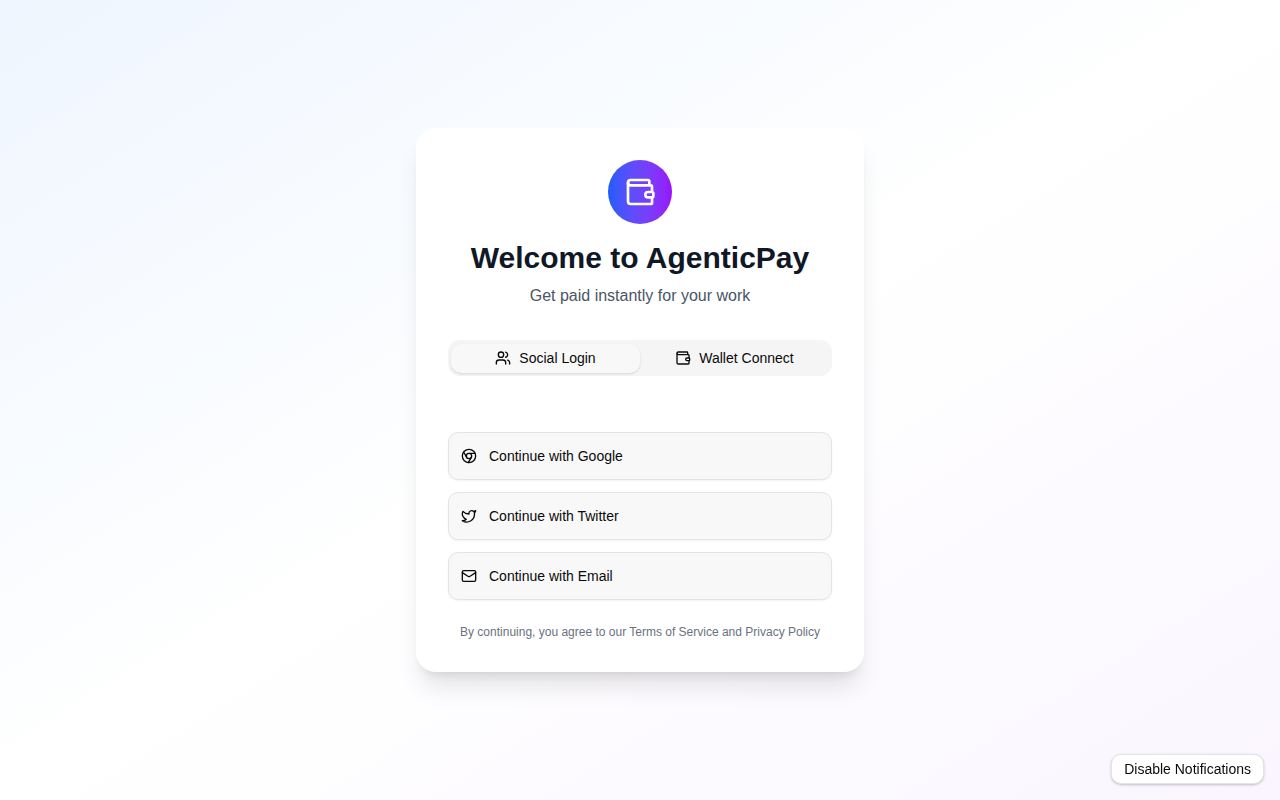 Welcome to AgenticPay
Get paid instantly for your work
Social Login
Wallet Connect
Continue with Google
Continue with Twitter
Continue with Email
By continuing, you agree to our Terms of Service and Privacy Policy
Disable Notifications